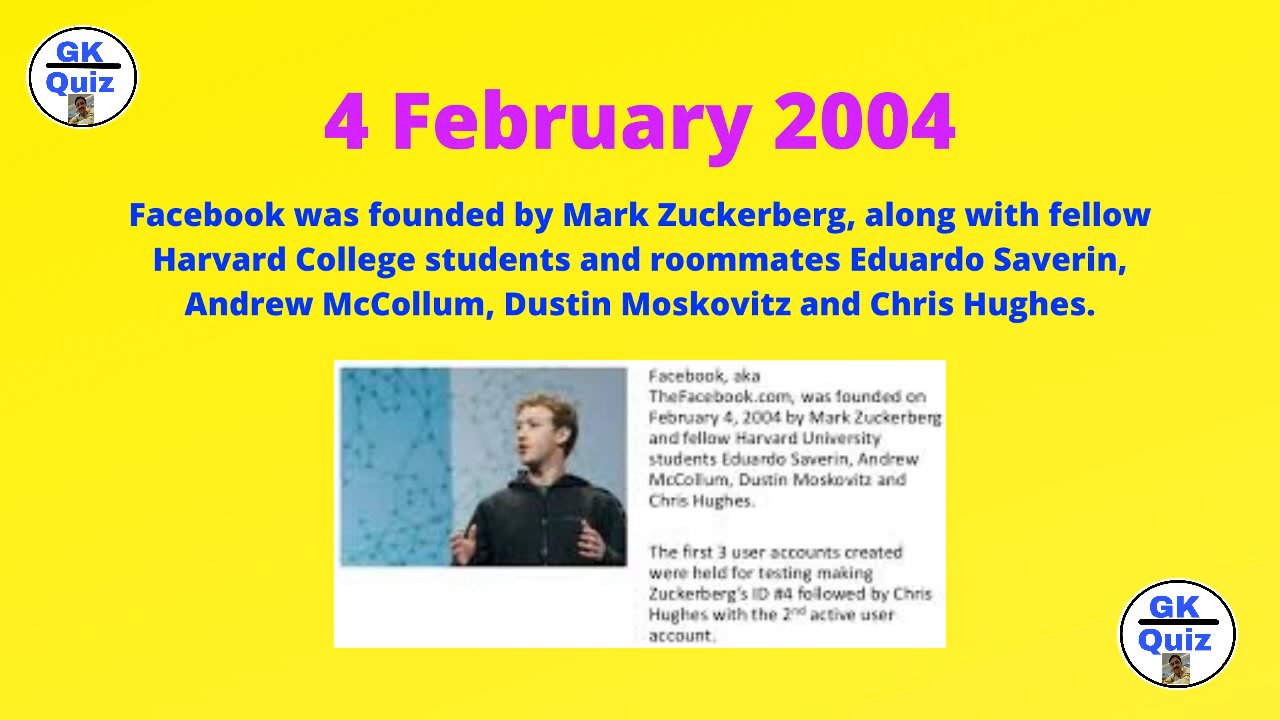 GK
Quiz
4 February 2004
Facebook was founded by Mark Zuckerberg, along with fellow
Harvard College students and roommates Eduardo Saverin,
Andrew McCollum, Dustin Moskovitz and Chris Hughes.
Facebook, aka
TheFacebook.com, was founded on
February 4, 2004 by Mark Zuckerberg
and fellow Harvard University
students Eduardo Saverin, Andrew
McCollum, Dustin Moskovitz and
Chris Hughes.
The first 3 user accounts created
were held for testing making
Zuckerberg's ID #4 followed by Chris
Hughes with the 2nd active user
account.
GK
Quiz